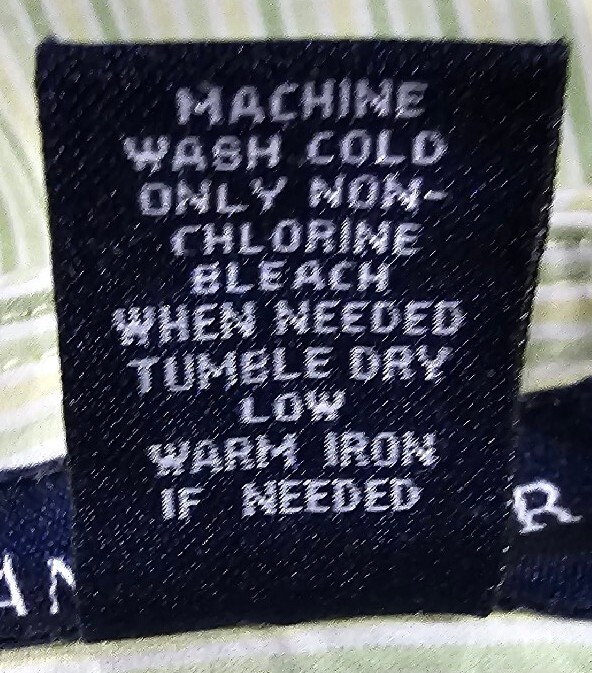 MACHINE
WASH COLD
ONLY NON-
CHLORINE
BLEACH
WHEN NEEDED
TUMBLE DRY
LOW
WARM IRON
IF NEEDED